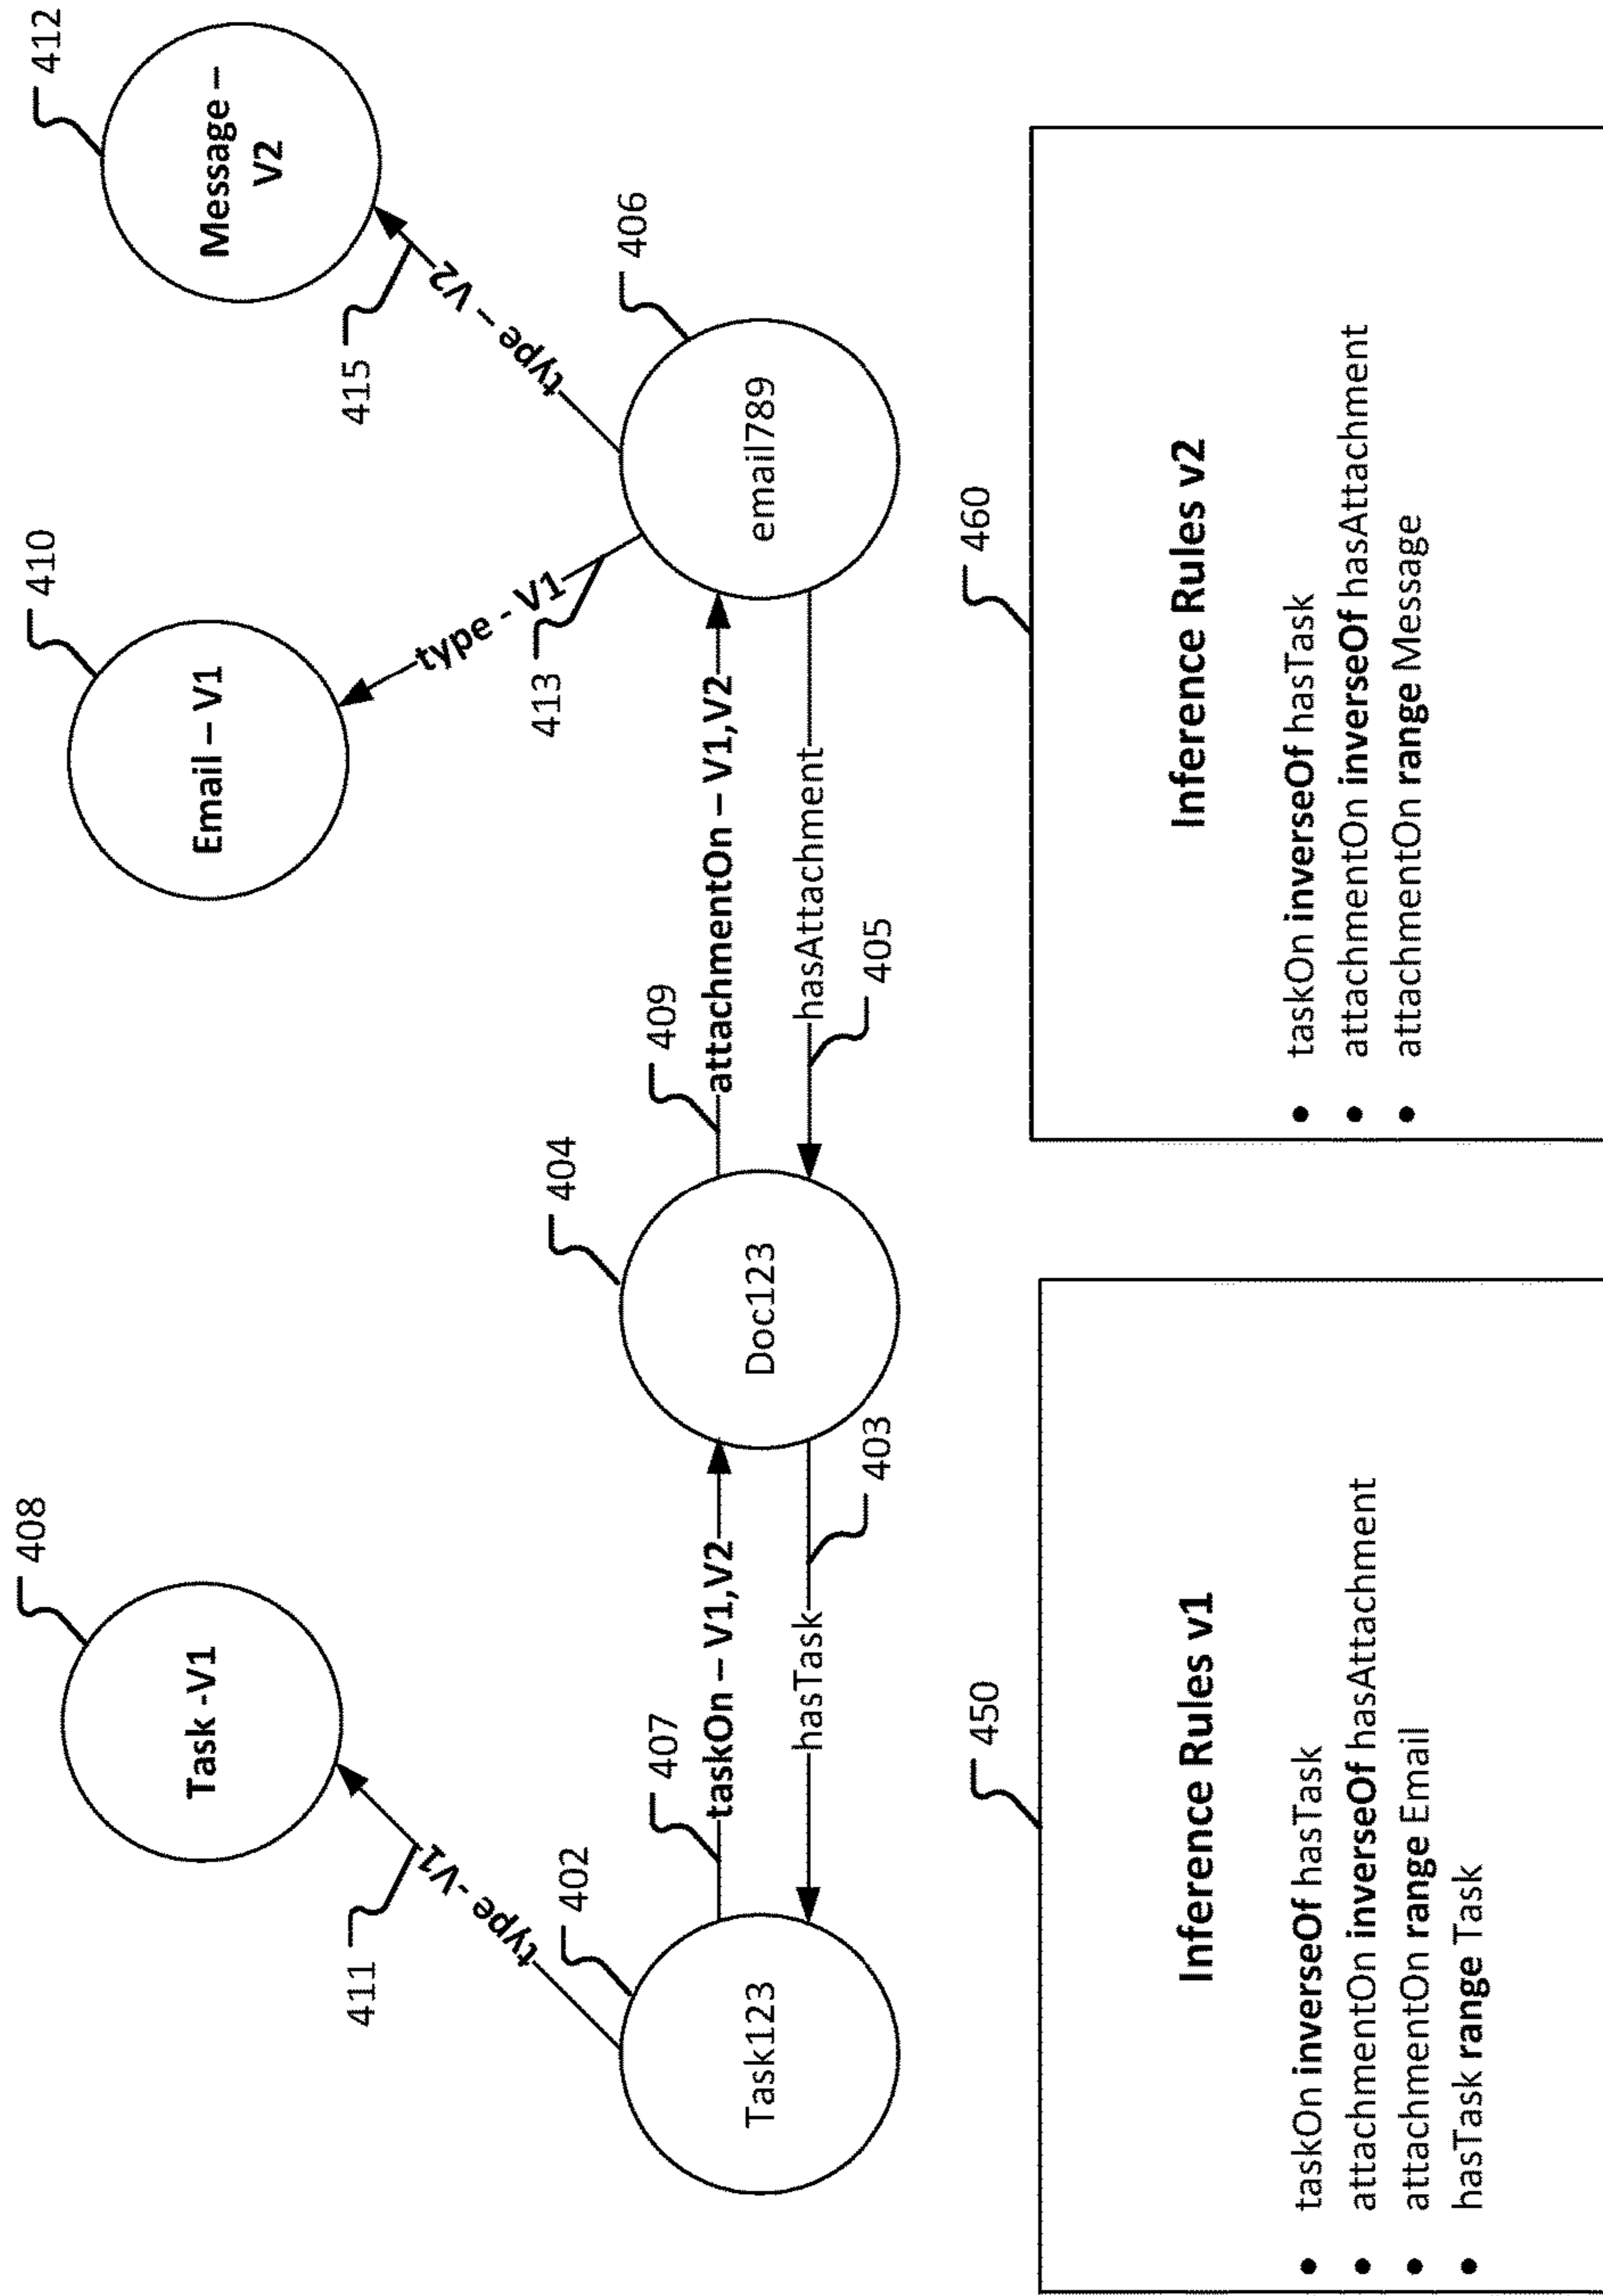 408
Task -V1
410
Email – V1
412
Message –
V2
411
type -V1
413
type - V1
415
type – V2
402
Task123
407
taskOn – V1,V2
hasTask
403
404
Doc123
409
attachmentOn – V1,V2
hasAttachment
405
406
email789
450
Inference Rules v1
• taskOn inverseOf hasTask
• attachmentOn inverseOf hasAttachment
• attachmentOn range Email
• hasTask range Task
460
Inference Rules v2
• taskOn inverseOf hasTask
• attachmentOn inverseOf hasAttachment
• attachmentOn range Message